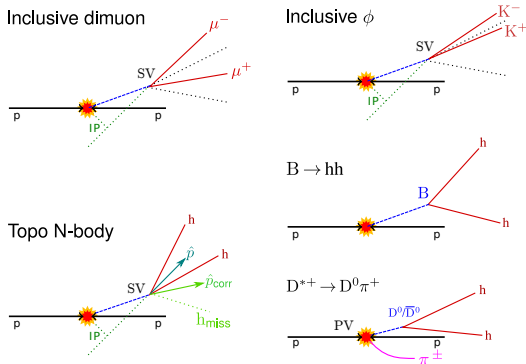 Inclusive dimuon
μ⁻
SV
μ⁺
IP
p
p
Inclusive ϕ
K⁻
K⁺
SV
IP
p
p
B → hh
h
B
h
p
p
Topo N-body
h
h
p̂
SV
p̂corr
hmiss
IP
p
p
D*⁺ → D⁰π⁺
h
D⁰/D̅⁰
PV
h
p
p
π±